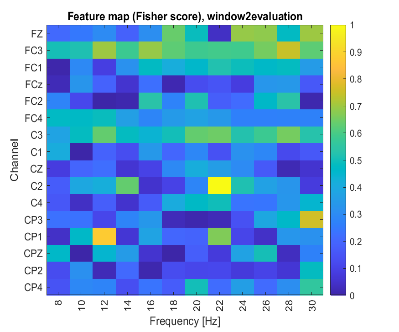 Feature map (Fisher score), window2evaluation
FZ
FC3
FC1
FCz
FC2
FC4
C3
C1
CZ
C2
C4
CP3
CP1
CPZ
CP2
CP4
Channel
8 10 12 14 16 18 20 22 24 26 28 30
Frequency [Hz]
1
0.9
0.8
0.7
0.6
0.5
0.4
0.3
0.2
0.1
0